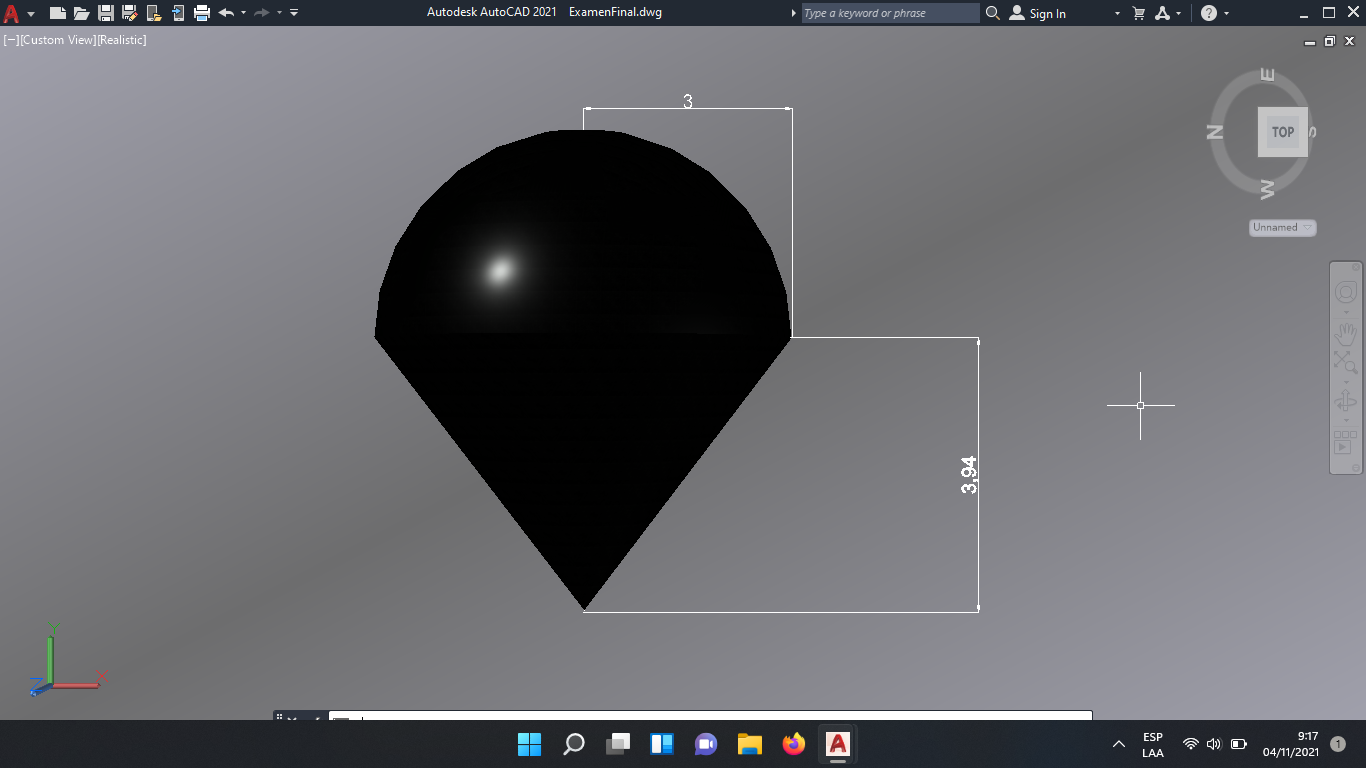 Autodesk AutoCAD 2021 ExamenFinal.dwg
Type a keyword or phrase
Sign In
[−][Custom View][Realistic]
E
N
TOP
S
W
Unnamed
3
3,94
Y
X
Z
ESP
LAA
9:17
04/11/2021
1